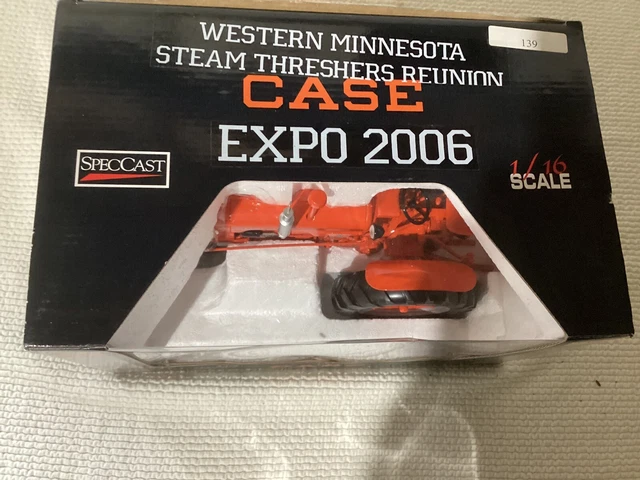 WESTERN MINNESOTA
139
STEAM THRESHERS REUNION
CASE
EXPO 2006
SPECCAST
1/16
SCALE